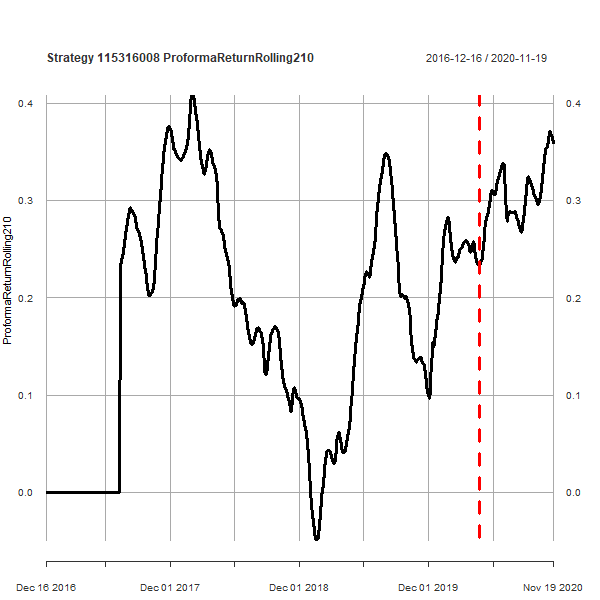 Strategy 115316008 ProformaReturnRolling210
2016-12-16 / 2020-11-19
0.4
0.4
0.3
0.3
ProformaReturnRolling210
0.2
0.2
0.1
0.1
0.0
0.0
Dec 16 2016
Dec 01 2017
Dec 01 2018
Dec 01 2019
Nov 19 2020